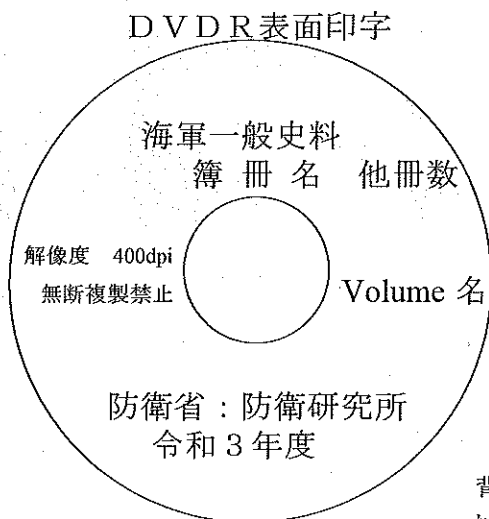 ＤＶＤＲ表面印字
海軍一般史料
簿 冊 名　他冊数
解像度　400dpi
無断複製禁止
Volume 名
防衛省：防衛研究所
令和３年度
背